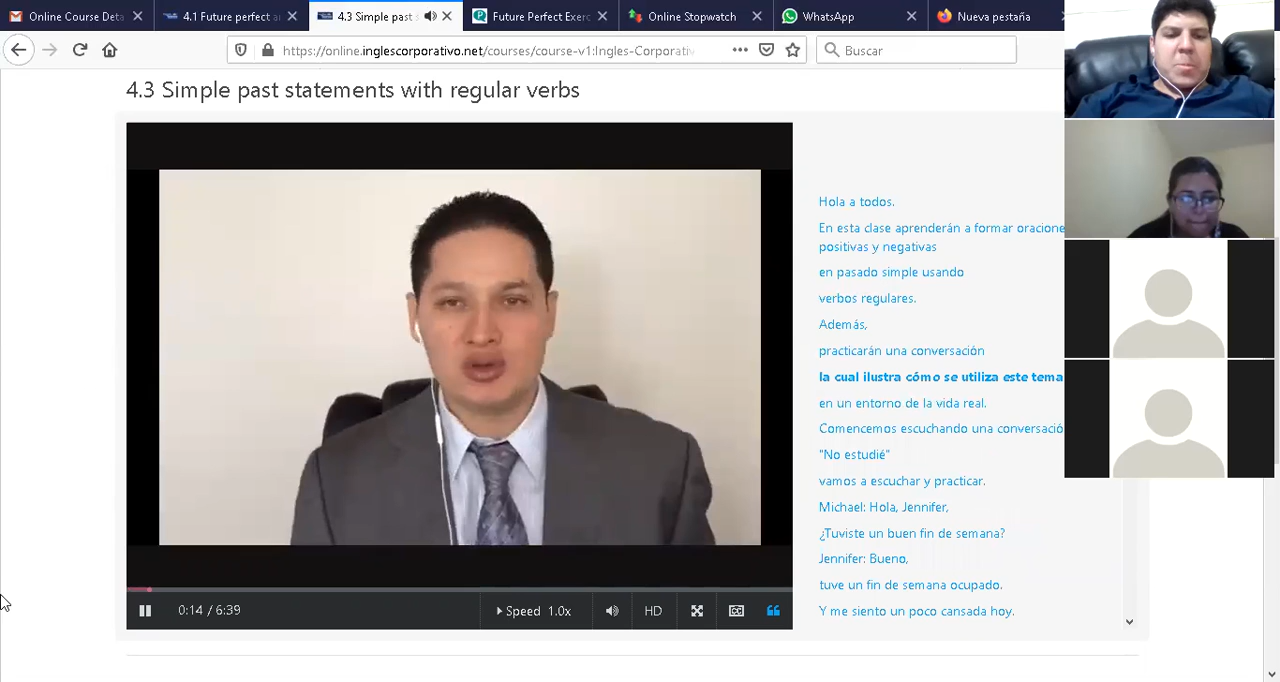 Online Course Deta
4.1 Future perfect a
4.3 Simple past s
Future Perfect Exerc
Online Stopwatch
WhatsApp
Nueva pestaña
https://online.inglescorporativo.net/courses/course-v1:Ingles-Corporativ
Buscar
4.3 Simple past statements with regular verbs
Hola a todos.
En esta clase aprenderán a formar oracione
positivas y negativas
en pasado simple usando
verbos regulares.
Además,
practicarán una conversación
la cual ilustra cómo se utiliza este tema
en un entorno de la vida real.
Comencemos escuchando una conversació
"No estudié"
vamos a escuchar y practicar.
Michael: Hola, Jennifer,
¿Tuviste un buen fin de semana?
Jennifer: Bueno,
tuve un fin de semana ocupado.
Y me siento un poco cansada hoy.
0:14 / 6:39
Speed 1.0x
HD